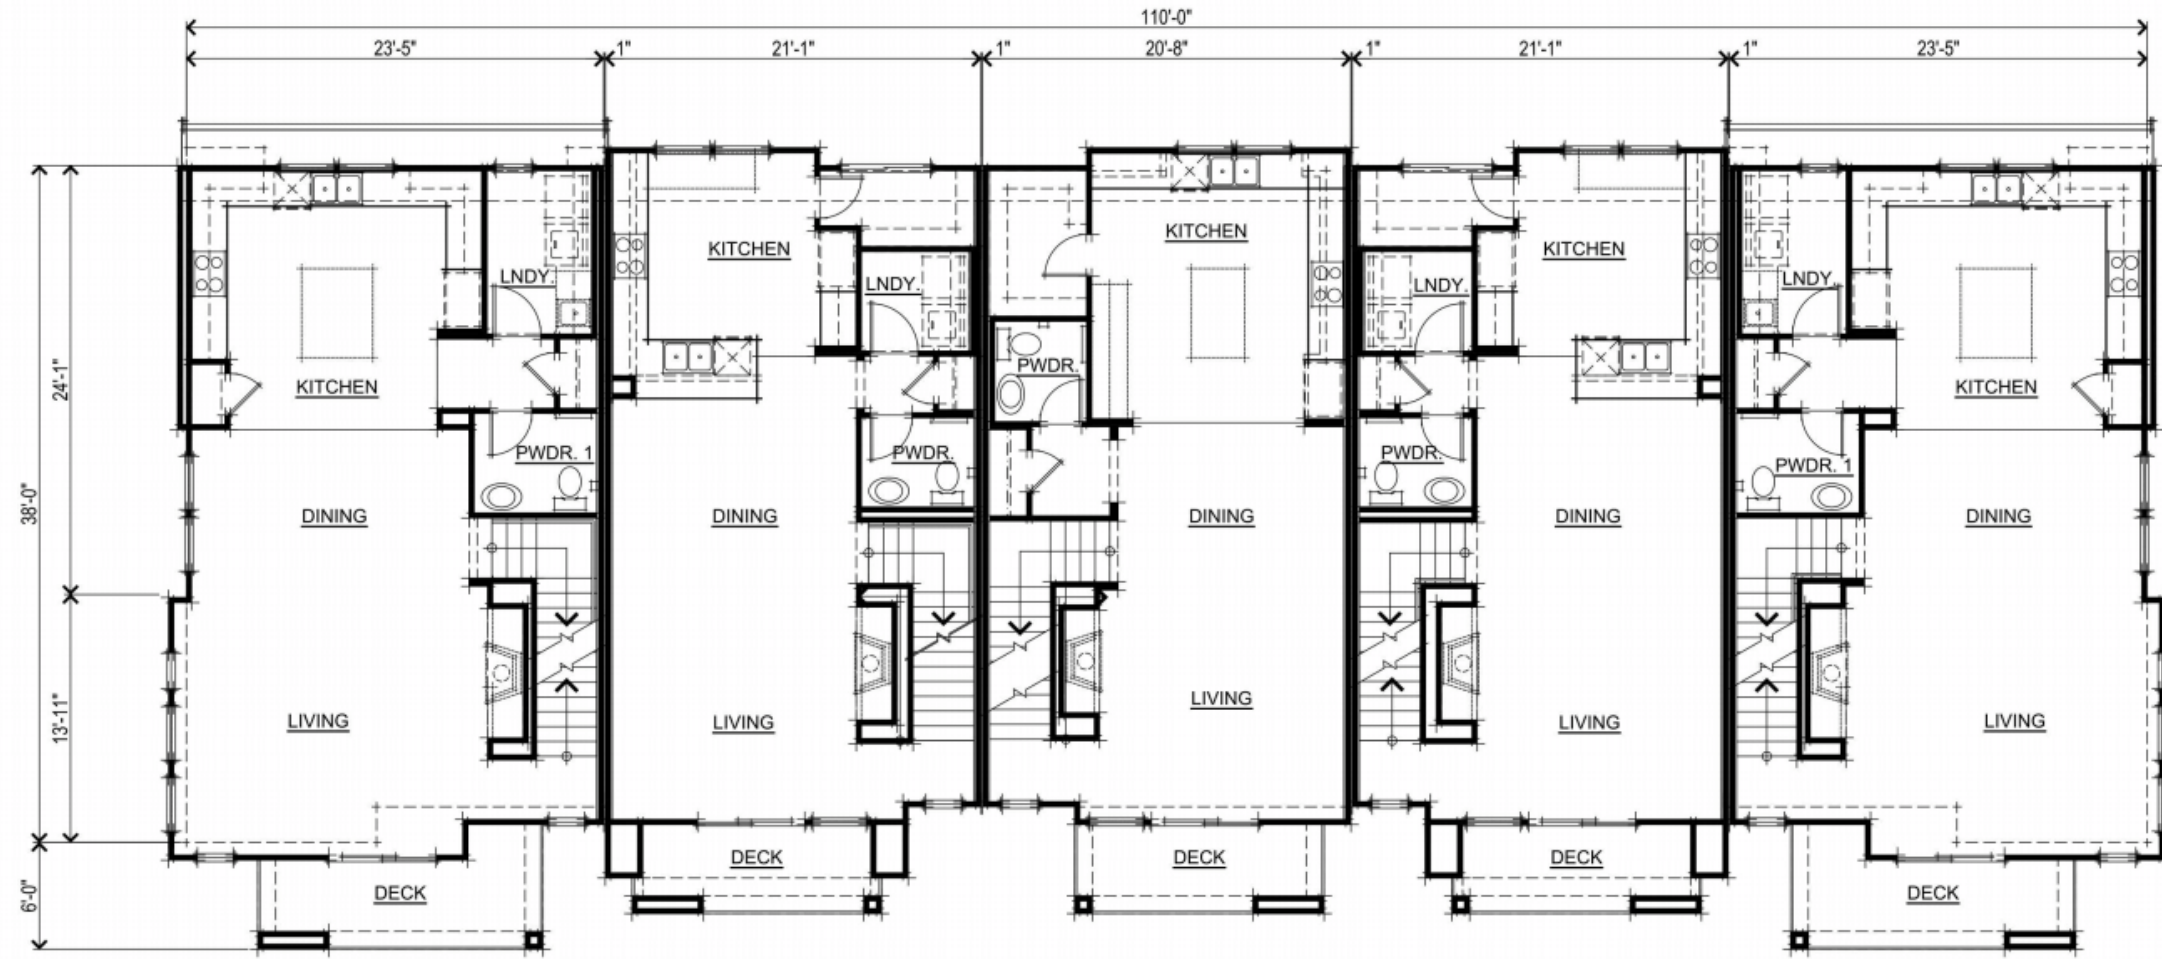 110'-0"
23'-5" 1" 21'-1" 1" 20'-8" 1" 21'-1" 1" 23'-5"
KITCHEN
KITCHEN KITCHEN
LNDY. LNDY. LNDY. LNDY.
PWDR.
KITCHEN KITCHEN
24'-1"
PWDR. 1 PWDR. PWDR. PWDR. 1
38'-0"
DINING DINING DINING DINING DINING
LIVING
13'-11" LIVING LIVING LIVING LIVING
DECK DECK DECK
6'-0" DECK DECK